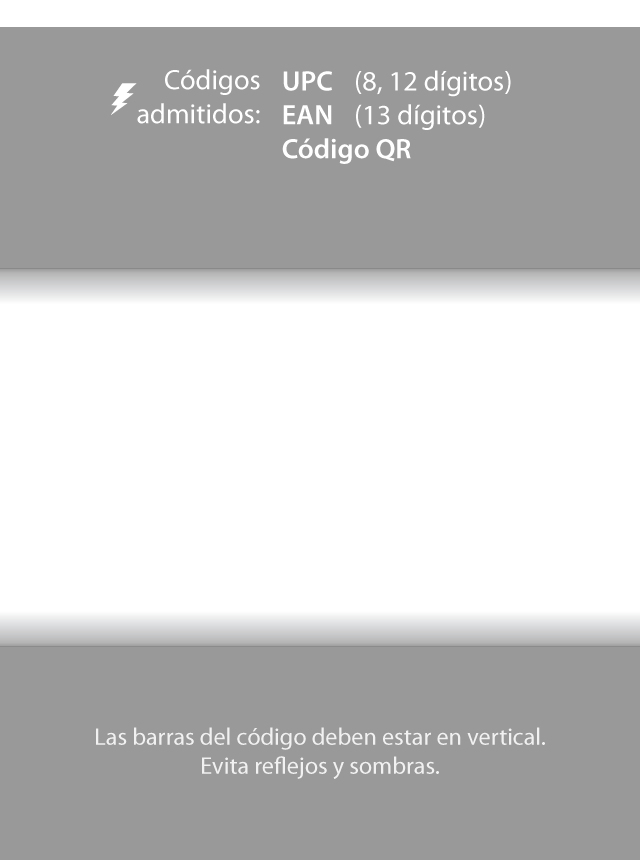 Códigos UPC (8, 12 dígitos)
admitidos: EAN (13 dígitos)
Código QR
Las barras del código deben estar en vertical.
Evita reflejos y sombras.